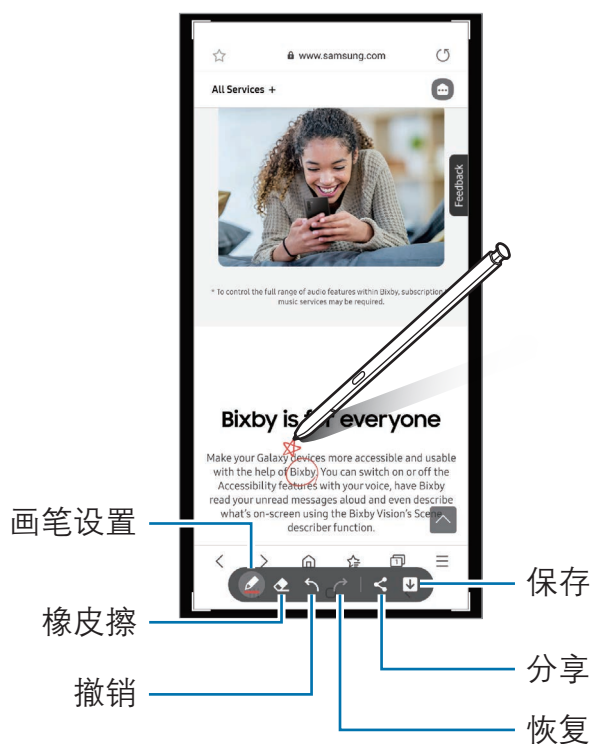 www.samsung.com
All Services +
Feedback
* To control the full range of audio features within Bixby, subscription
music services may be required.
Bixby is for everyone
Make your Galaxy devices more accessible and usable
with the help of Bixby. You can switch on or off the
Accessibility features with your voice, have Bixby
read your unread messages aloud and even describe
what's on-screen using the Bixby Vision's Scene
describer function.
1
画笔设置
橡皮擦
撤销
保存
分享
恢复